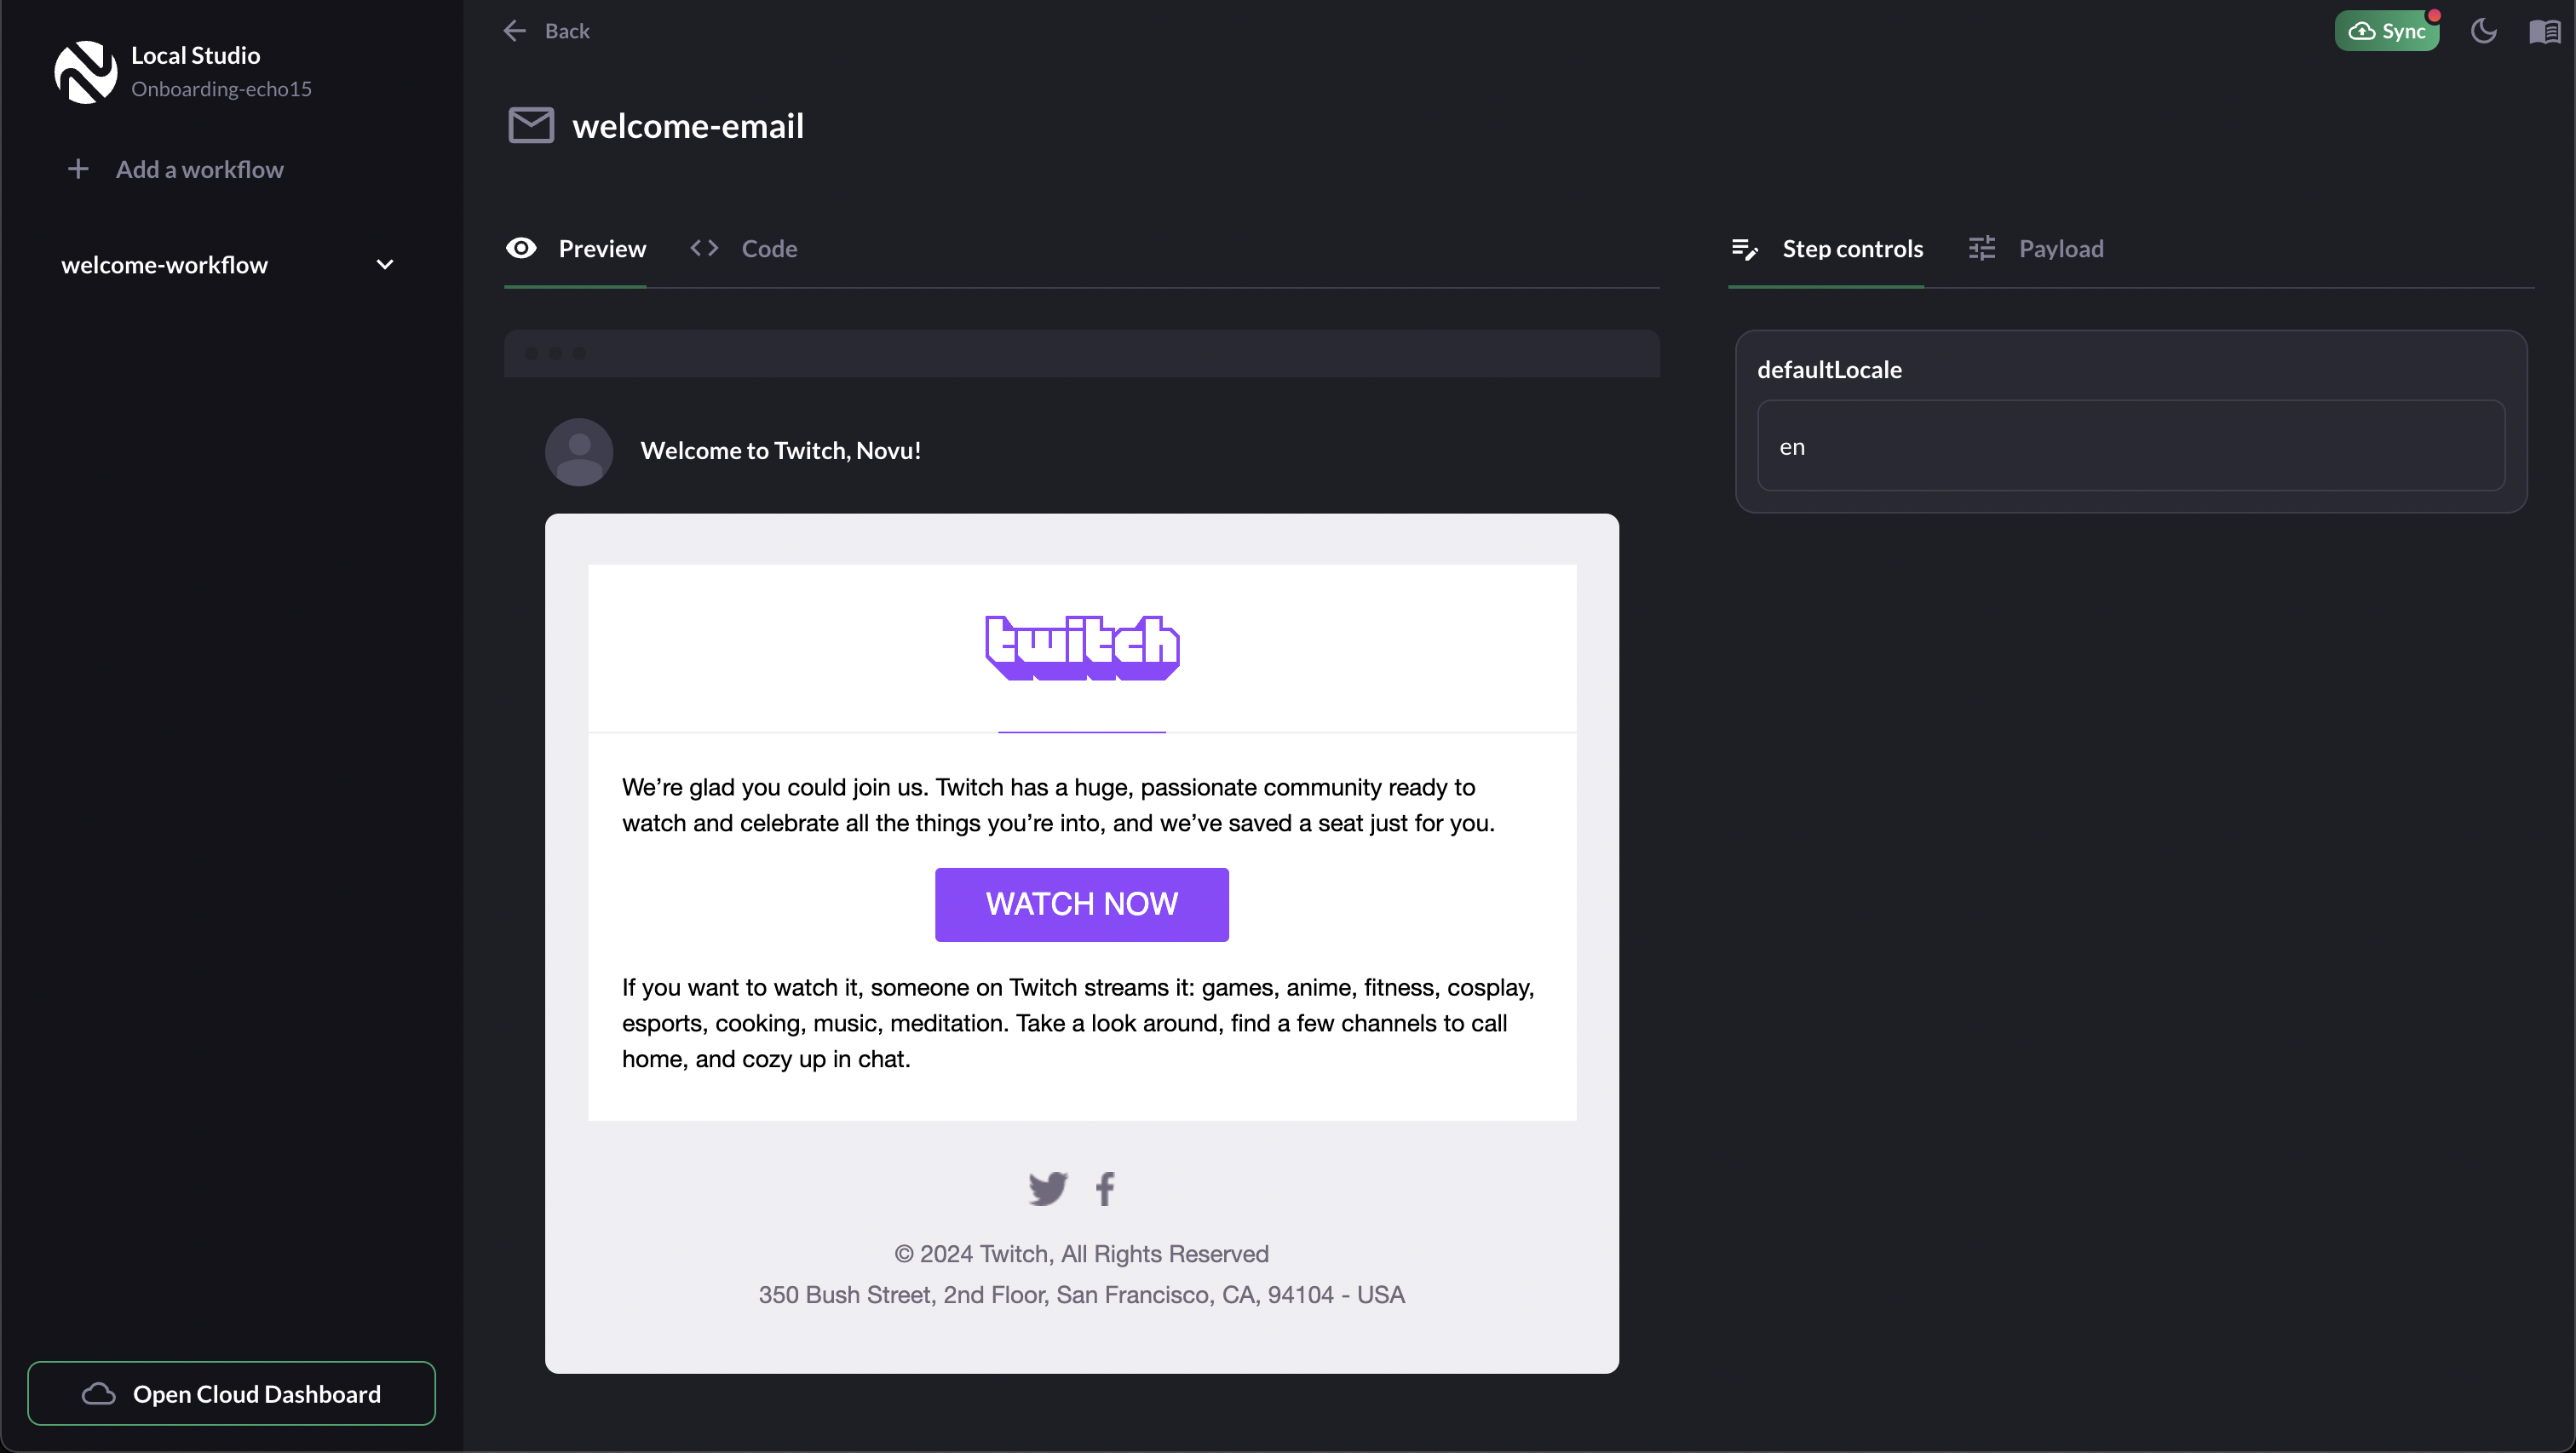 Local Studio
Onboarding-echo15
Add a workflow
welcome-workflow
Open Cloud Dashboard
Back
Sync
welcome-email
Preview
Code
Welcome to Twitch, Novu!
twitch
We’re glad you could join us. Twitch has a huge, passionate community ready to
watch and celebrate all the things you’re into, and we’ve saved a seat just for you.
WATCH NOW
If you want to watch it, someone on Twitch streams it: games, anime, fitness, cosplay,
esports, cooking, music, meditation. Take a look around, find a few channels to call
home, and cozy up in chat.
© 2024 Twitch, All Rights Reserved
350 Bush Street, 2nd Floor, San Francisco, CA, 94104 - USA
Step controls
Payload
defaultLocale
en